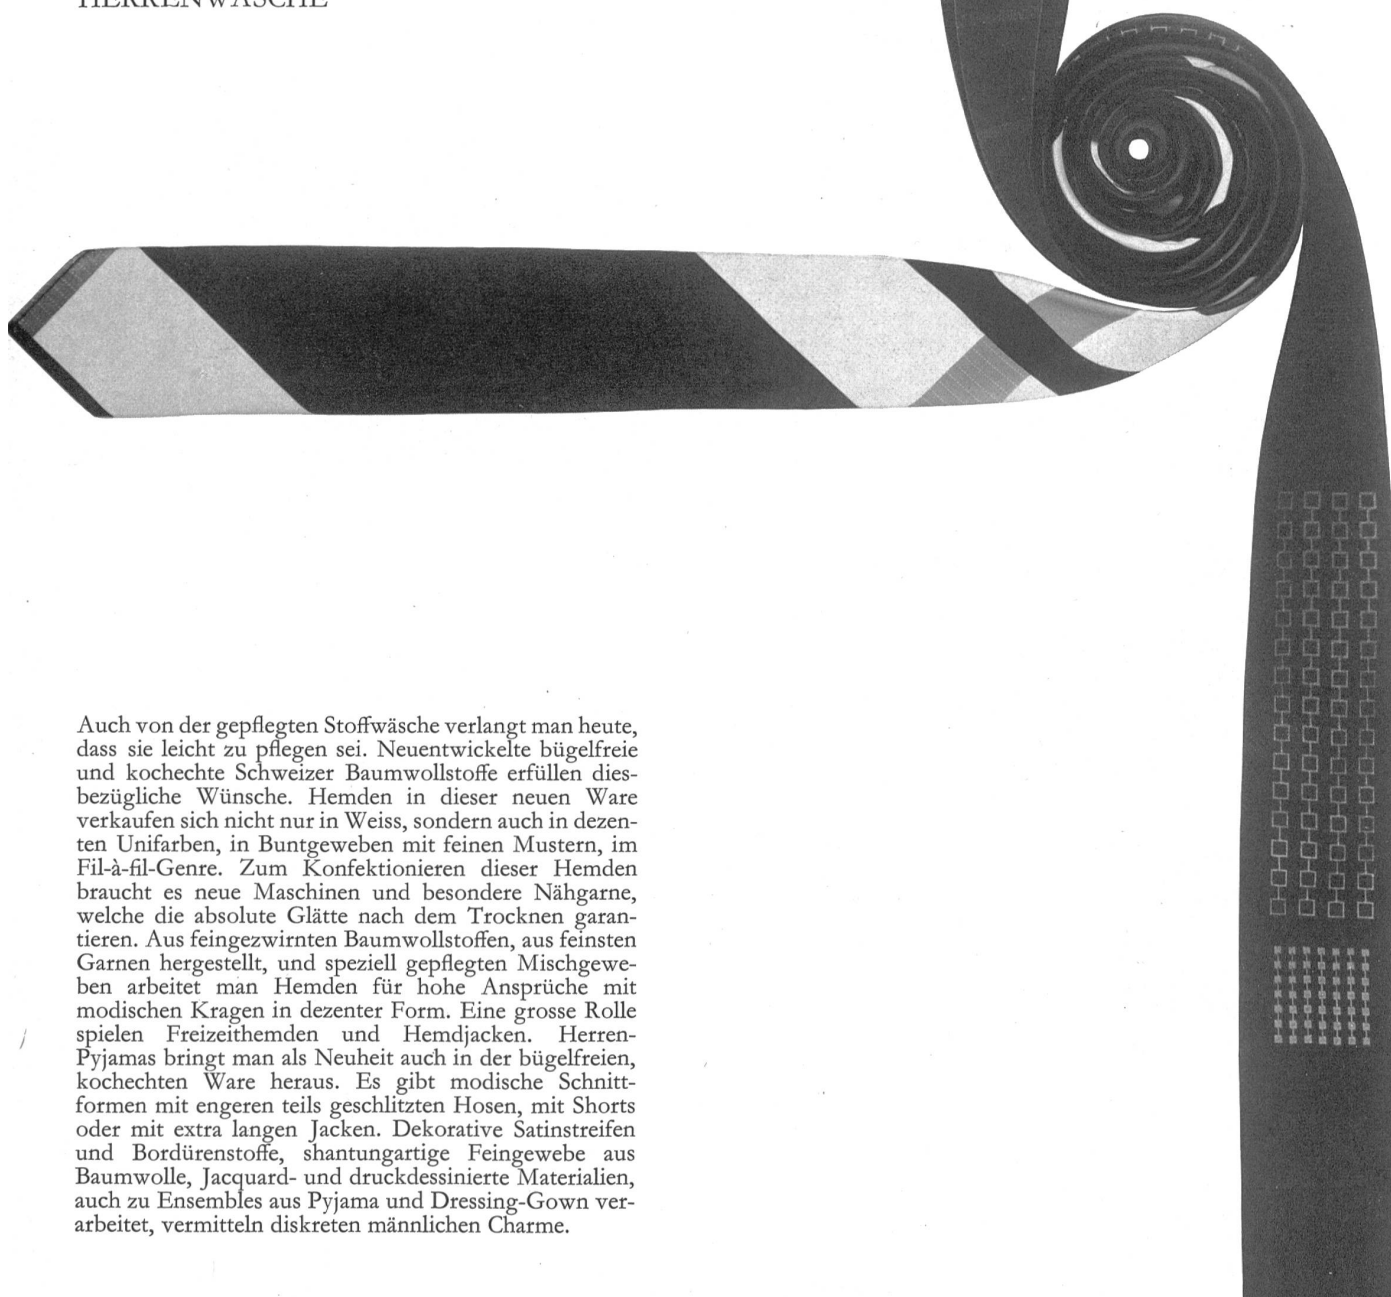 HERRENWÄSCHE
Auch von der gepflegten Stoffwäsche verlangt man heute,
dass sie leicht zu pflegen sei. Neuentwickelte bügelfreie
und kochechte Schweizer Baumwollstoffe erfüllen dies-
bezügliche Wünsche. Hemden in dieser neuen Ware
verkaufen sich nicht nur in Weiss, sondern auch in dezen-
ten Unifarben, in Buntgeweben mit feinen Mustern, im
Fil-à-fil-Genre. Zum Konfektionieren dieser Hemden
braucht es neue Maschinen und besondere Nähgarne,
welche die absolute Glätte nach dem Trocknen garan-
tieren. Aus feingezwirnten Baumwollstoffen, aus feinsten
Garnen hergestellt, und speziell gepflegten Mischgewe-
ben arbeitet man Hemden für hohe Ansprüche mit
modischen Kragen in dezenter Form. Eine grosse Rolle
spielen Freizeithemden und Hemdjacken. Herren-
Pyjamas bringt man als Neuheit auch in der bügelfreien,
kochechten Ware heraus. Es gibt modische Schnitt-
formen mit engeren teils geschlitzten Hosen, mit Shorts
oder mit extra langen Jacken. Dekorative Satinstreifen
und Bordürenstoffe, shantungartige Feingewebe aus
Baumwolle, Jacquard- und druckdessinierte Materialien,
auch zu Ensembles aus Pyjama und Dressing-Gown ver-
arbeitet, vermitteln diskreten männlichen Charme.